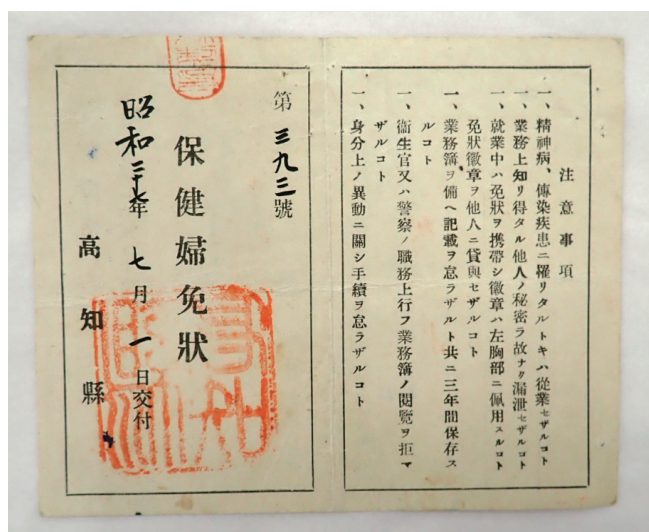 注意事項
一、精神病、傳染疾患ニ罹リタルトキハ從業セザルコト
一、業務上知リ得タル他人ノ秘密ヲ故ナク漏泄セザルコト
一、就業中ハ免狀ヲ携帶シ徽章ハ左胸部ニ佩用スルコト
免狀徽章ヲ他人ニ貸與セザルコト
一、業務簿ヲ備ヘ記載ヲ怠ラザルト共ニ三年間保存ス
ルコト
一、衞生官又ハ警察ノ職務上行フ業務簿ノ閲覽ヲ拒マ
ザルコト
一、身分上ノ異動ニ關シ手續ヲ怠ラザルコト
第三九三號
保健婦免狀
昭和二十年七月一日交付
高知縣